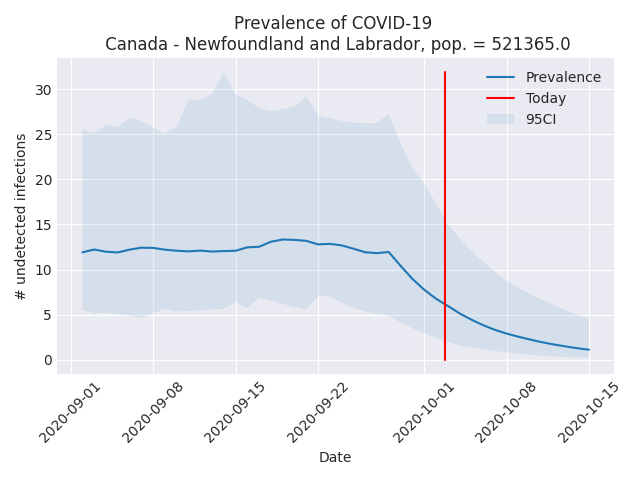 Prevalence of COVID-19
Canada - Newfoundland and Labrador, pop. = 521365.0
Prevalence
Today
95CI
# undetected infections
30
25
20
15
10
5
0
2020-09-01
2020-09-08
2020-09-15
2020-09-22
2020-10-01
2020-10-08
2020-10-15
Date